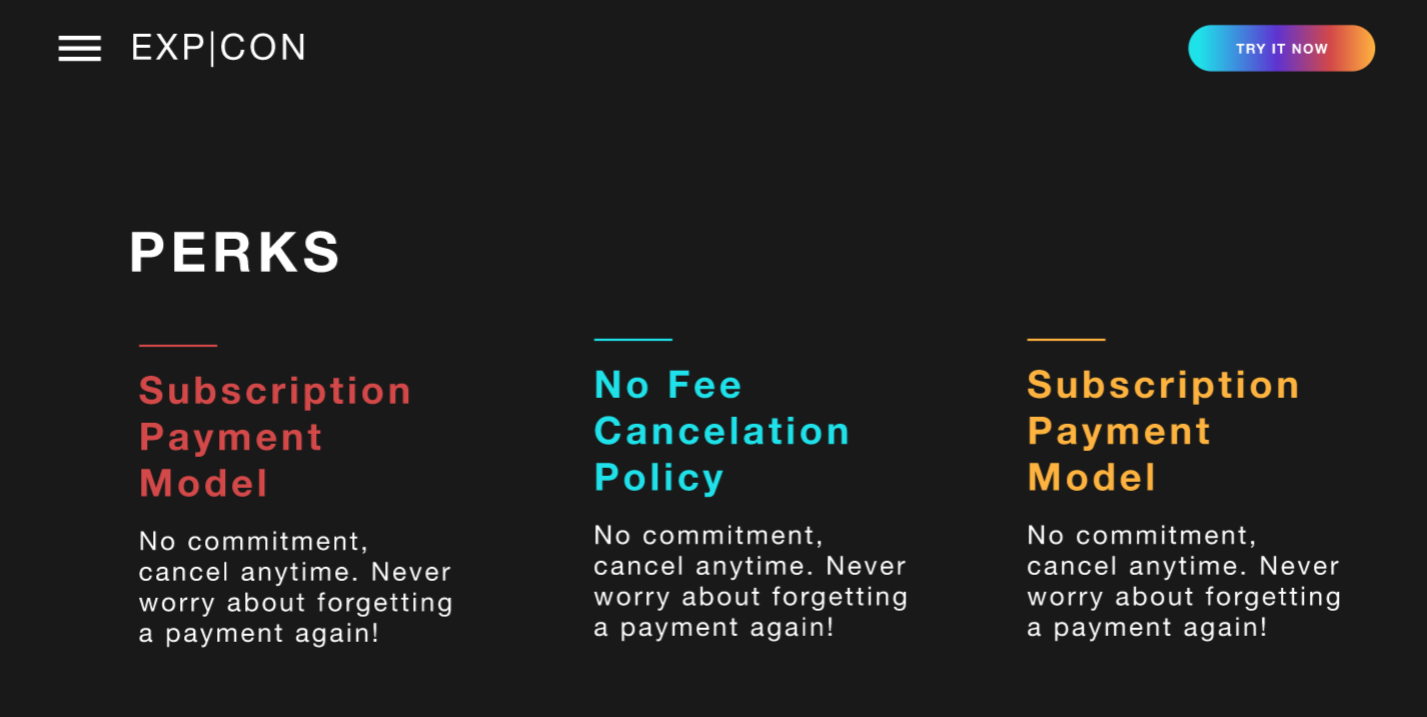 EXP|CON
TRY IT NOW
PERKS
Subscription
Payment
Model
No commitment,
cancel anytime. Never
worry about forgetting
a payment again!
No Fee
Cancelation
Policy
No commitment,
cancel anytime. Never
worry about forgetting
a payment again!
Subscription
Payment
Model
No commitment,
cancel anytime. Never
worry about forgetting
a payment again!